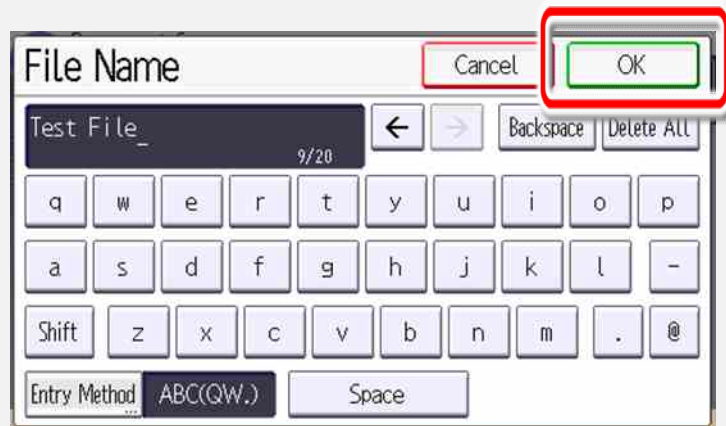 File Name Cancel OK
Test File_
9/20
← → Backspace Delete All
q w e r t y u i o p
a s d f g h j k l -
Shift z x c v b n m . @
Entry Method ABC(QW.) Space